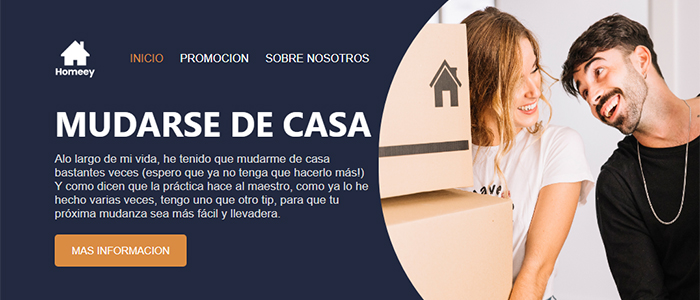 Homeey
INICIO PROMOCION SOBRE NOSOTROS
MUDARSE DE CASA
Alo largo de mi vida, he tenido que mudarme de casa
bastantes veces (espero que ya no tenga que hacerlo más!)
Y como dicen que la práctica hace al maestro, como ya lo he
hecho varias veces, tengo uno que otro tip, para que tu
próxima mudanza sea más fácil y llevadera.
MAS INFORMACION